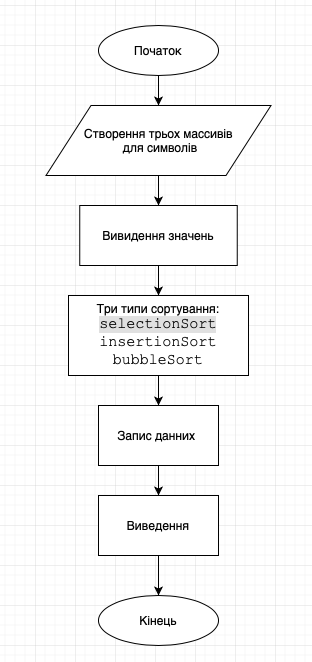 Початок
Створення трьох массивів
для символів
Вивидення значень
Три типи сортування:
selectionSort
insertionSort
bubbleSort
Запис данних
Виведення
Кінець